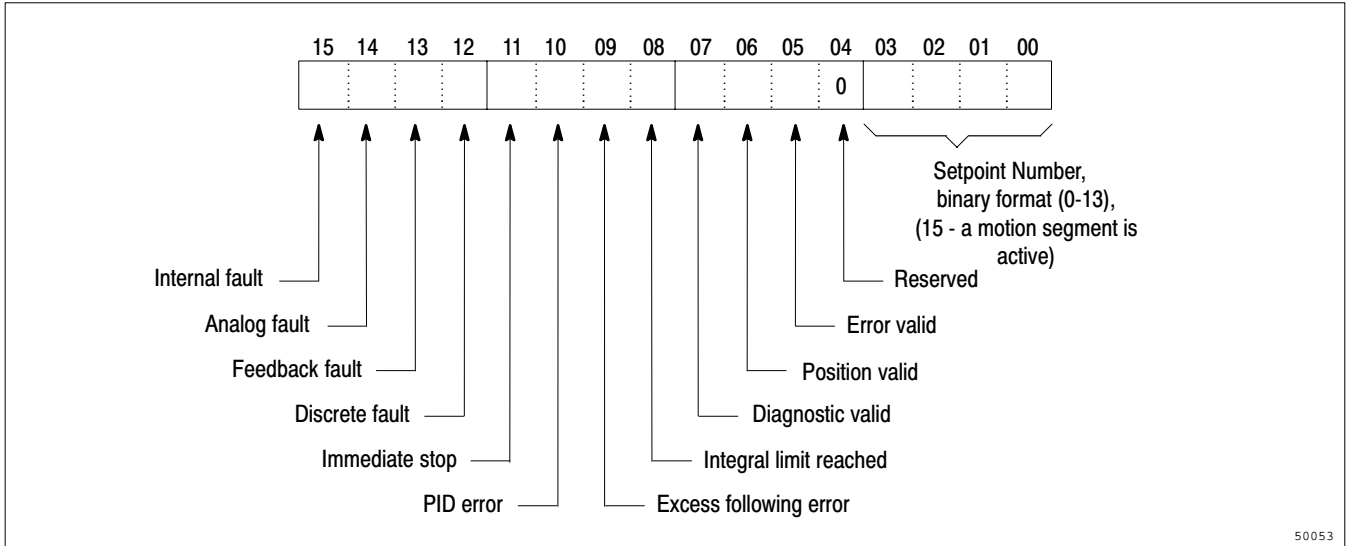 15 14 13 12 11 10 09 08 07 06 05 04 03 02 01 00
0
Setpoint Number,
binary format (0-13),
(15 - a motion segment is
active)
Internal fault
Reserved
Analog fault
Error valid
Feedback fault
Position valid
Discrete fault
Diagnostic valid
Immediate stop
Integral limit reached
PID error
Excess following error
50053